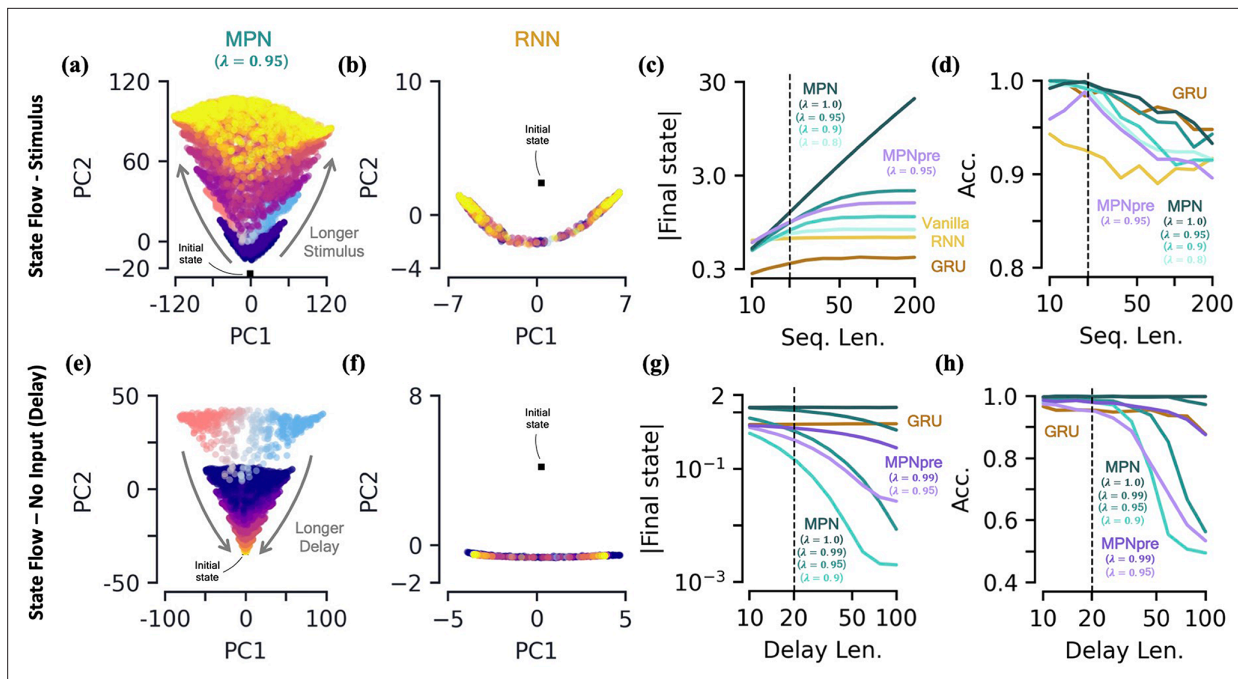 MPN
(λ = 0.95)
RNN
State Flow - Stimulus
(a)
120
60
0
−20
PC2
-120
0
120
PC1
Initial
state
Longer
Stimulus
(b)
10
0
−4
PC2
−7
0
7
PC1
Initial
state
(c)
30
3.0
0.3
|Final state|
10
50
200
Seq. Len.
MPN
(λ = 1.0)
(λ = 0.95)
(λ = 0.9)
(λ = 0.8)
MPNpre
(λ = 0.95)
Vanilla
RNN
GRU
(d)
1.0
0.9
0.8
Acc.
10
50
200
Seq. Len.
GRU
MPNpre
(λ = 0.95)
MPN
(λ = 1.0)
(λ = 0.95)
(λ = 0.9)
(λ = 0.8)
State Flow – No Input (Delay)
(e)
50
0
-50
PC2
-100
0
100
PC1
Initial
state
Longer
Delay
(f)
8
0
−2
PC2
−5
0
5
PC1
Initial
state
(g)
2
10−1
10−3
|Final state|
10
20
50
100
Delay Len.
GRU
MPNpre
(λ = 0.99)
(λ = 0.95)
MPN
(λ = 1.0)
(λ = 0.99)
(λ = 0.95)
(λ = 0.9)
(h)
1.0
0.8
0.6
0.4
Acc.
10
20
50
100
Delay Len.
GRU
MPN
(λ = 1.0)
(λ = 0.99)
(λ = 0.95)
(λ = 0.9)
MPNpre
(λ = 0.99)
(λ = 0.95)